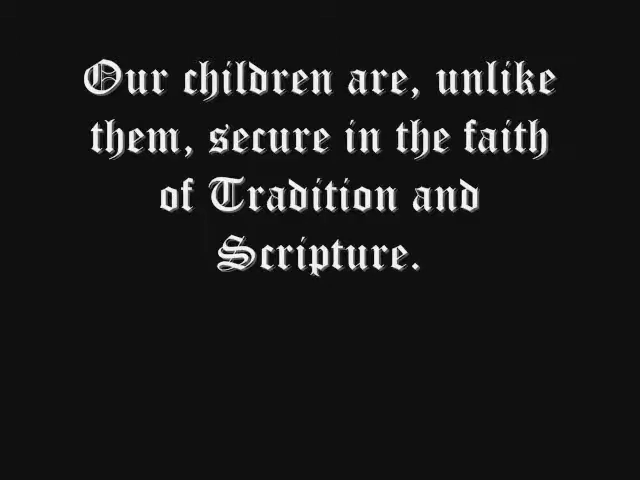 Our children are, unlike
them, secure in the faith
of Tradition and
Scripture.